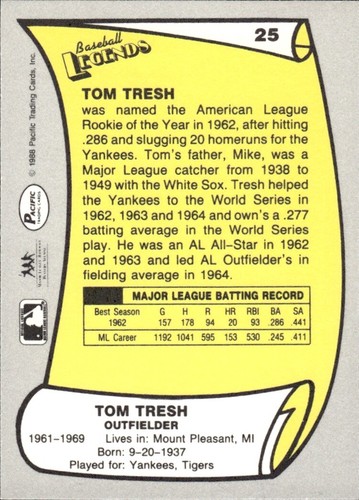 25
Baseball
LEGENDS
© 1988 Pacific Trading Cards, Inc.
PACIFIC
TRADING CARDS
TOM TRESH
was named the American League
Rookie of the Year in 1962, after hitting
.286 and slugging 20 homeruns for the
Yankees. Tom's father, Mike, was a
Major League catcher from 1938 to
1949 with the White Sox. Tresh helped
the Yankees to the World Series in
1962, 1963 and 1964 and own's a .277
batting average in the World Series
play. He was an AL All-Star in 1962
and 1963 and led AL Outfielder's in
fielding average in 1964.
MAJOR LEAGUE BATTING RECORD
Best Season G H R HR RBI BA SA
1962 157 178 94 20 93 .286 .441
ML Career 1192 1041 595 153 530 .245 .411
TOM TRESH
OUTFIELDER
1961-1969 Lives in: Mount Pleasant, MI
Born: 9-20-1937
Played for: Yankees, Tigers